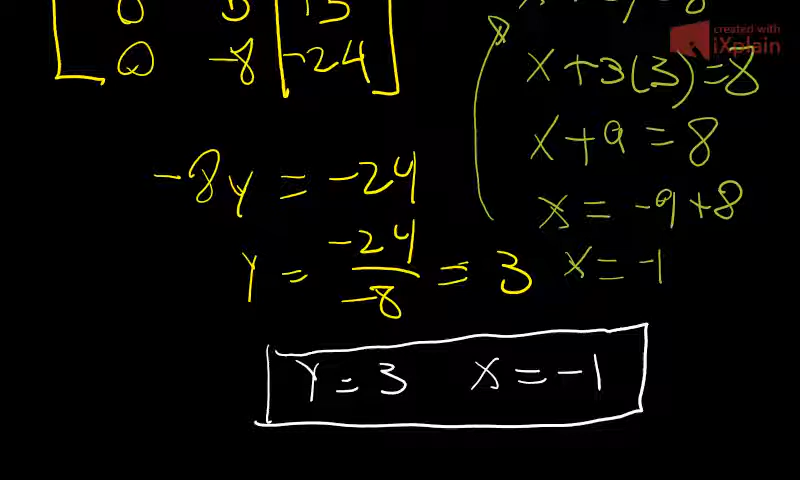 created with
iXplain
0 -8 | -24
x + 3(3) = 8
x + 9 = 8
-8y = -24
x = -9 + 8
y = -24/-8 = 3
x = -1
y = 3 x = -1